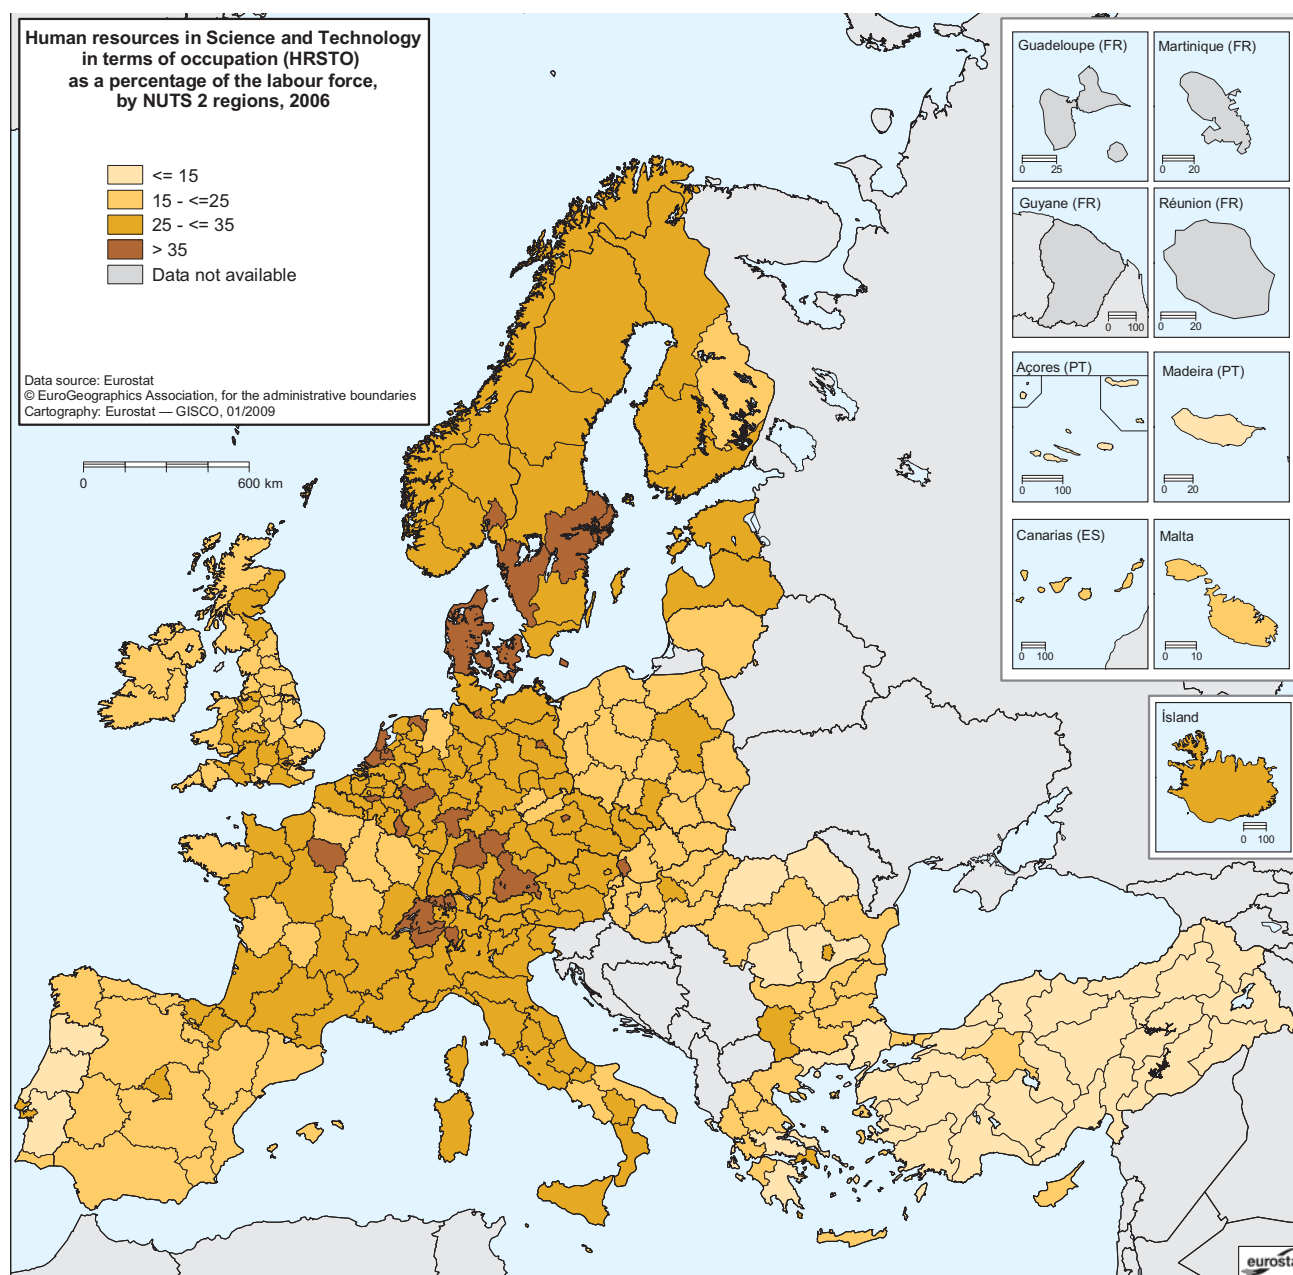 Human resources in Science and Technology
in terms of occupation (HRSTO)
as a percentage of the labour force,
by NUTS 2 regions, 2006
<= 15
15 - <=25
25 - <= 35
> 35
Data not available
Data source: Eurostat
© EuroGeographics Association, for the administrative boundaries
Cartography: Eurostat — GISCO, 01/2009
0 600 km
Guadeloupe (FR)
0 25
Martinique (FR)
0 20
Guyane (FR)
0 100
Réunion (FR)
0 20
Açores (PT)
0 100
Madeira (PT)
0 20
Canarias (ES)
0 100
Malta
0 10
Ísland
0 100
eurosta